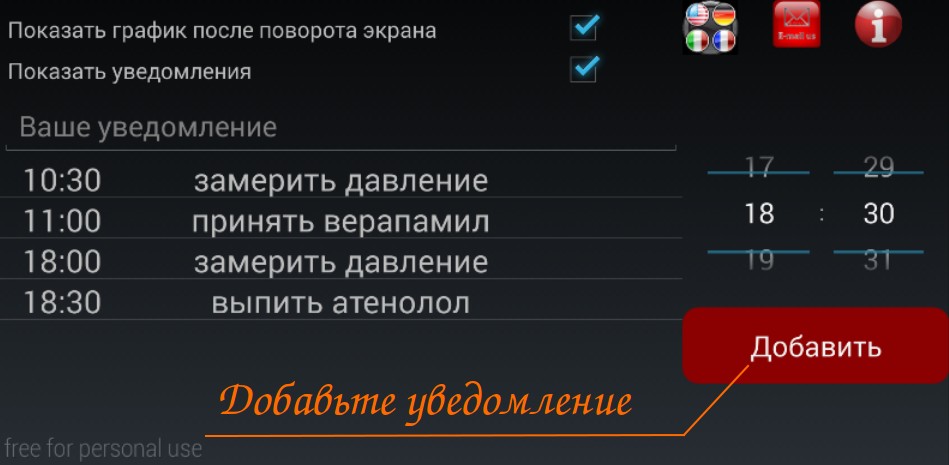 Показать график после поворота экрана
E-mail us
i
Показать уведомления
Ваше уведомление
10:30 замерить давление
11:00 принять верапамил
18:00 замерить давление
18:30 выпить атенолол
17 29
18 : 30
19 31
Добавить
Добавьте уведомление
free for personal use